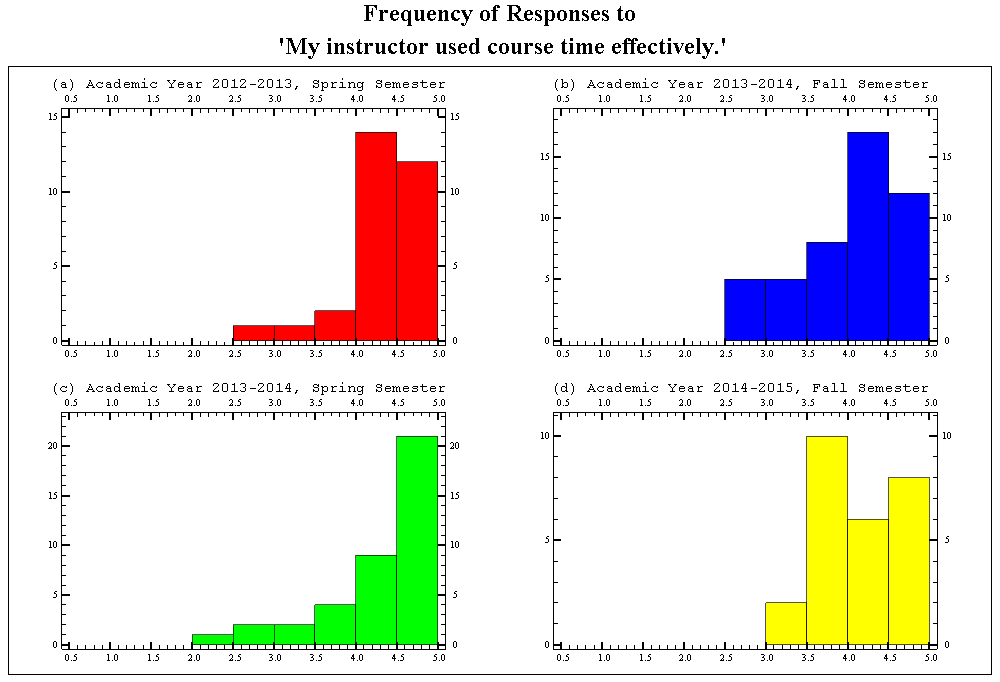 Frequency of Responses to
'My instructor used course time effectively.'
(a) Academic Year 2012-2013, Spring Semester
0.5 1.0 1.5 2.0 2.5 3.0 3.5 4.0 4.5 5.0
15 15
10 10
5 5
0 0
0.5 1.0 1.5 2.0 2.5 3.0 3.5 4.0 4.5 5.0
(b) Academic Year 2013-2014, Fall Semester
0.5 1.0 1.5 2.0 2.5 3.0 3.5 4.0 4.5 5.0
15 15
10 10
5 5
0 0
0.5 1.0 1.5 2.0 2.5 3.0 3.5 4.0 4.5 5.0
(c) Academic Year 2013-2014, Spring Semester
0.5 1.0 1.5 2.0 2.5 3.0 3.5 4.0 4.5 5.0
20 20
15 15
10 10
5 5
0 0
0.5 1.0 1.5 2.0 2.5 3.0 3.5 4.0 4.5 5.0
(d) Academic Year 2014-2015, Fall Semester
0.5 1.0 1.5 2.0 2.5 3.0 3.5 4.0 4.5 5.0
10 10
5 5
0 0
0.5 1.0 1.5 2.0 2.5 3.0 3.5 4.0 4.5 5.0